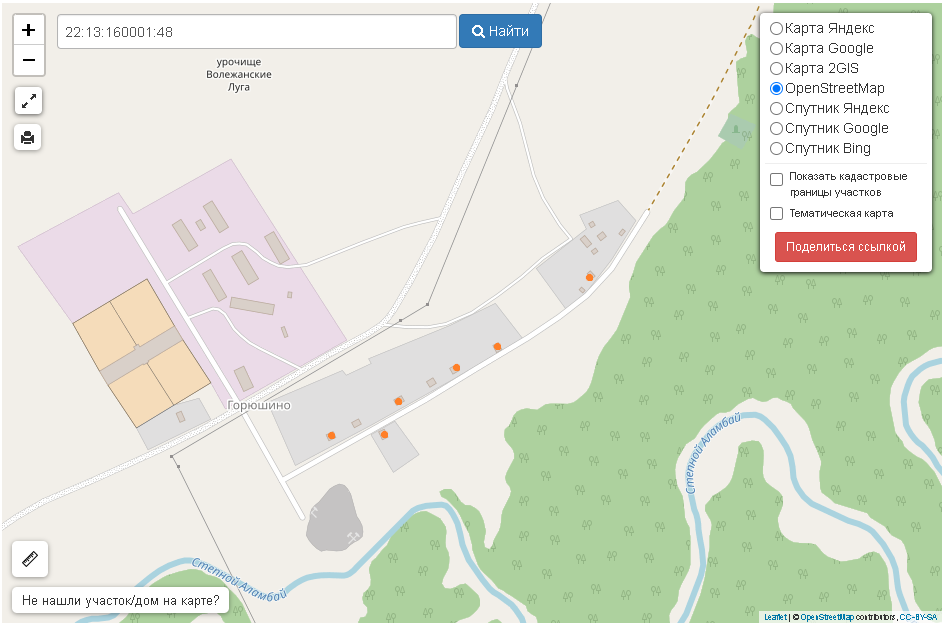 +
22:13:160001:48
Найти
−
урочище
Волежанские
Луга
Карта Яндекс
Карта Google
Карта 2GIS
OpenStreetMap
Спутник Яндекс
Спутник Google
Спутник Bing
Показать кадастровые
границы участков
Тематическая карта
Поделиться ссылкой
Горюшино
Степной Аламбай
Степной Аламбай
Не нашли участок/дом на карте?
Leaflet | © OpenStreetMap contributors, CC-BY-SA